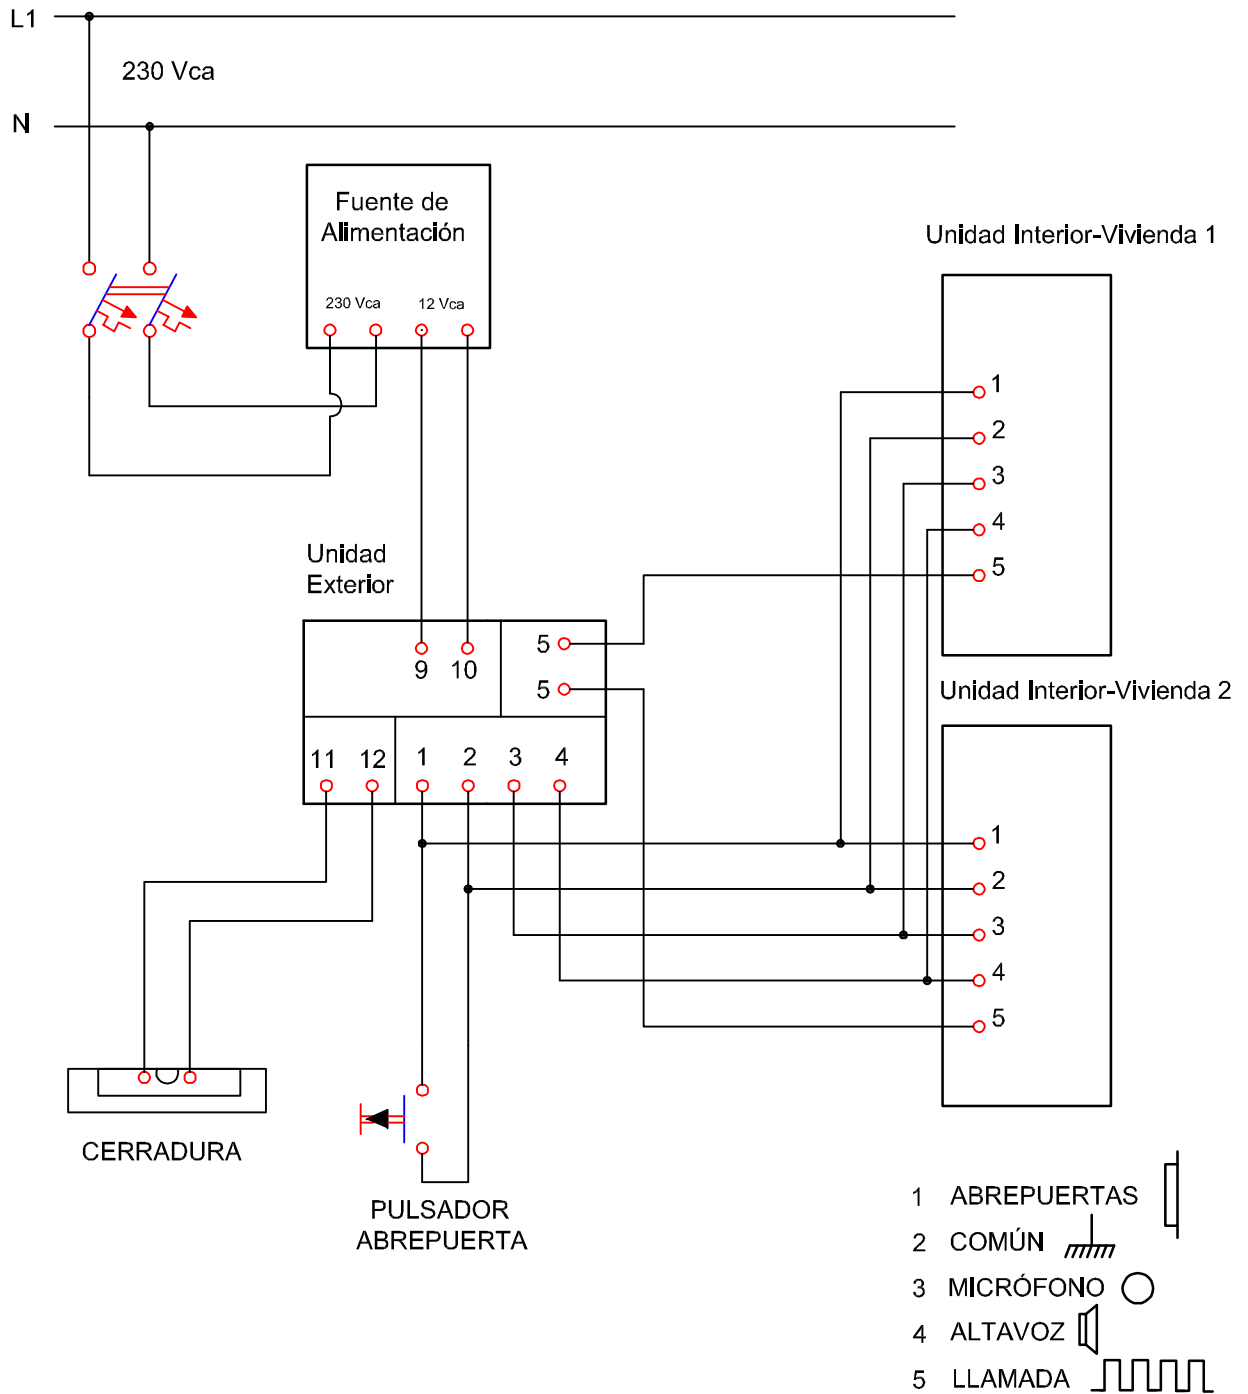 L1
230 Vca
N
Fuente de
Alimentación
230 Vca 12 Vca
Unidad Interior-Vivienda 1
1
2
3
4
5
Unidad
Exterior
9 10
5
5
11 12 1 2 3 4
Unidad Interior-Vivienda 2
1
2
3
4
5
CERRADURA
PULSADOR
ABREPUERTA
1 ABREPUERTAS
2 COMÚN
3 MICRÓFONO
4 ALTAVOZ
5 LLAMADA